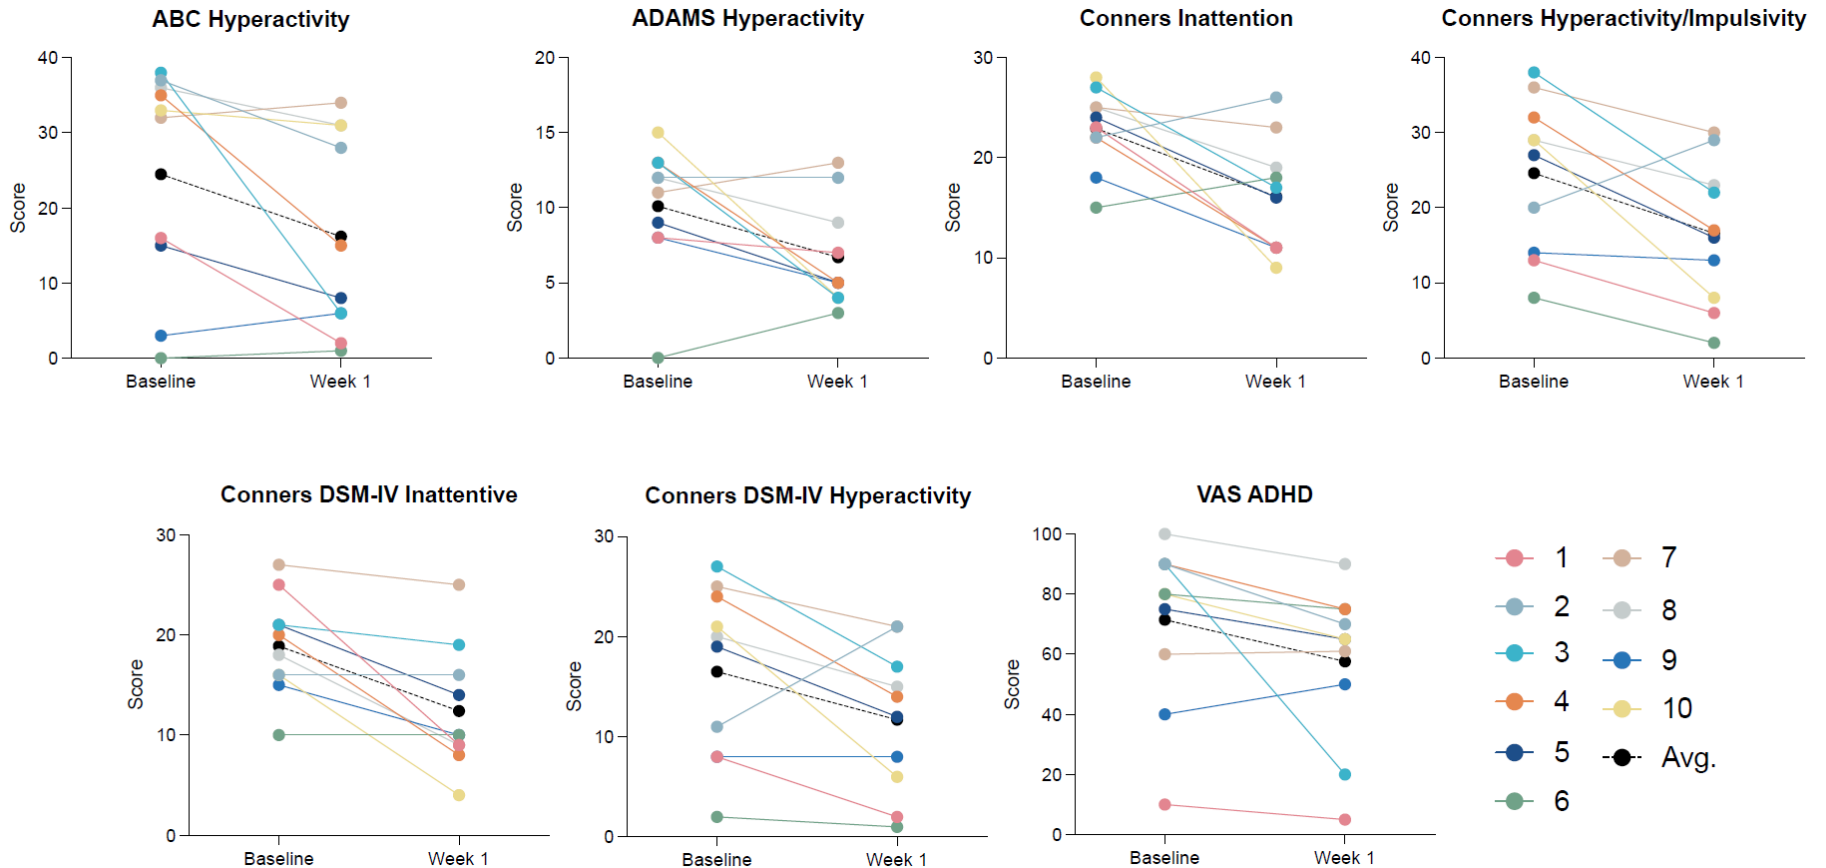 ABC Hyperactivity
40
30
20
10
0
Score
Baseline
Week 1
ADAMS Hyperactivity
20
15
10
5
0
Score
Baseline
Week 1
Conners Inattention
30
20
10
0
Score
Baseline
Week 1
Conners Hyperactivity/Impulsivity
40
30
20
10
0
Score
Baseline
Week 1
Conners DSM-IV Inattentive
30
20
10
0
Score
Baseline
Week 1
Conners DSM-IV Hyperactivity
30
20
10
0
Score
Baseline
Week 1
VAS ADHD
100
80
60
40
20
0
Score
Baseline
Week 1
1
2
3
4
5
6
7
8
9
10
Avg.